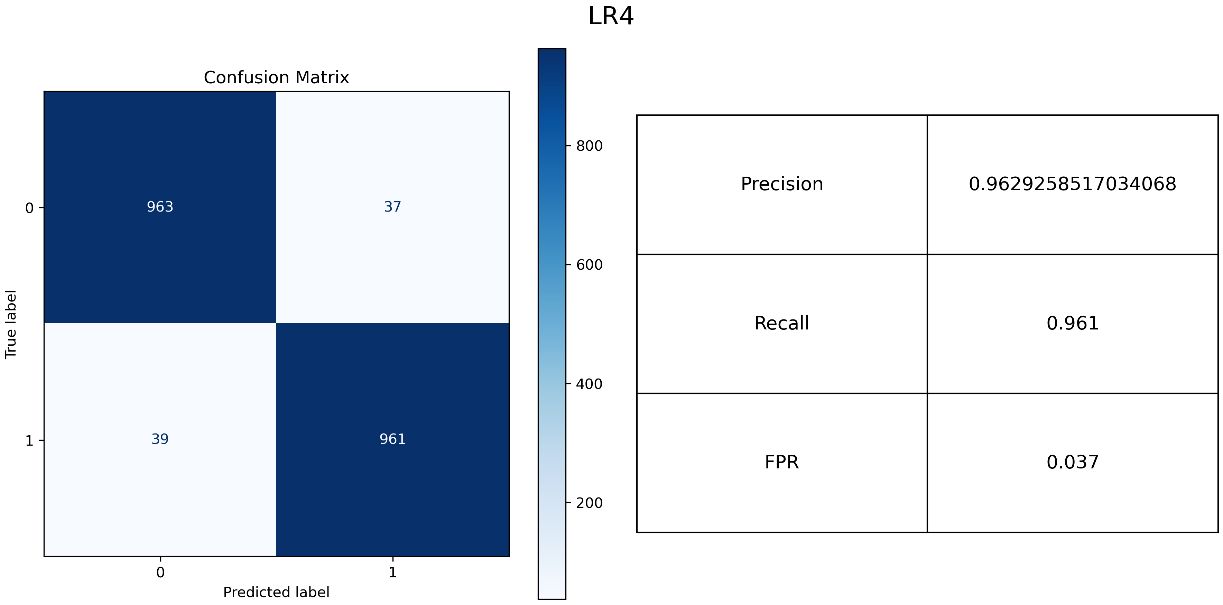 LR4
Confusion Matrix
True label
0
963
37
1
39
961
0
1
Predicted label
800
600
400
200
Precision
0.9629258517034068
Recall
0.961
FPR
0.037